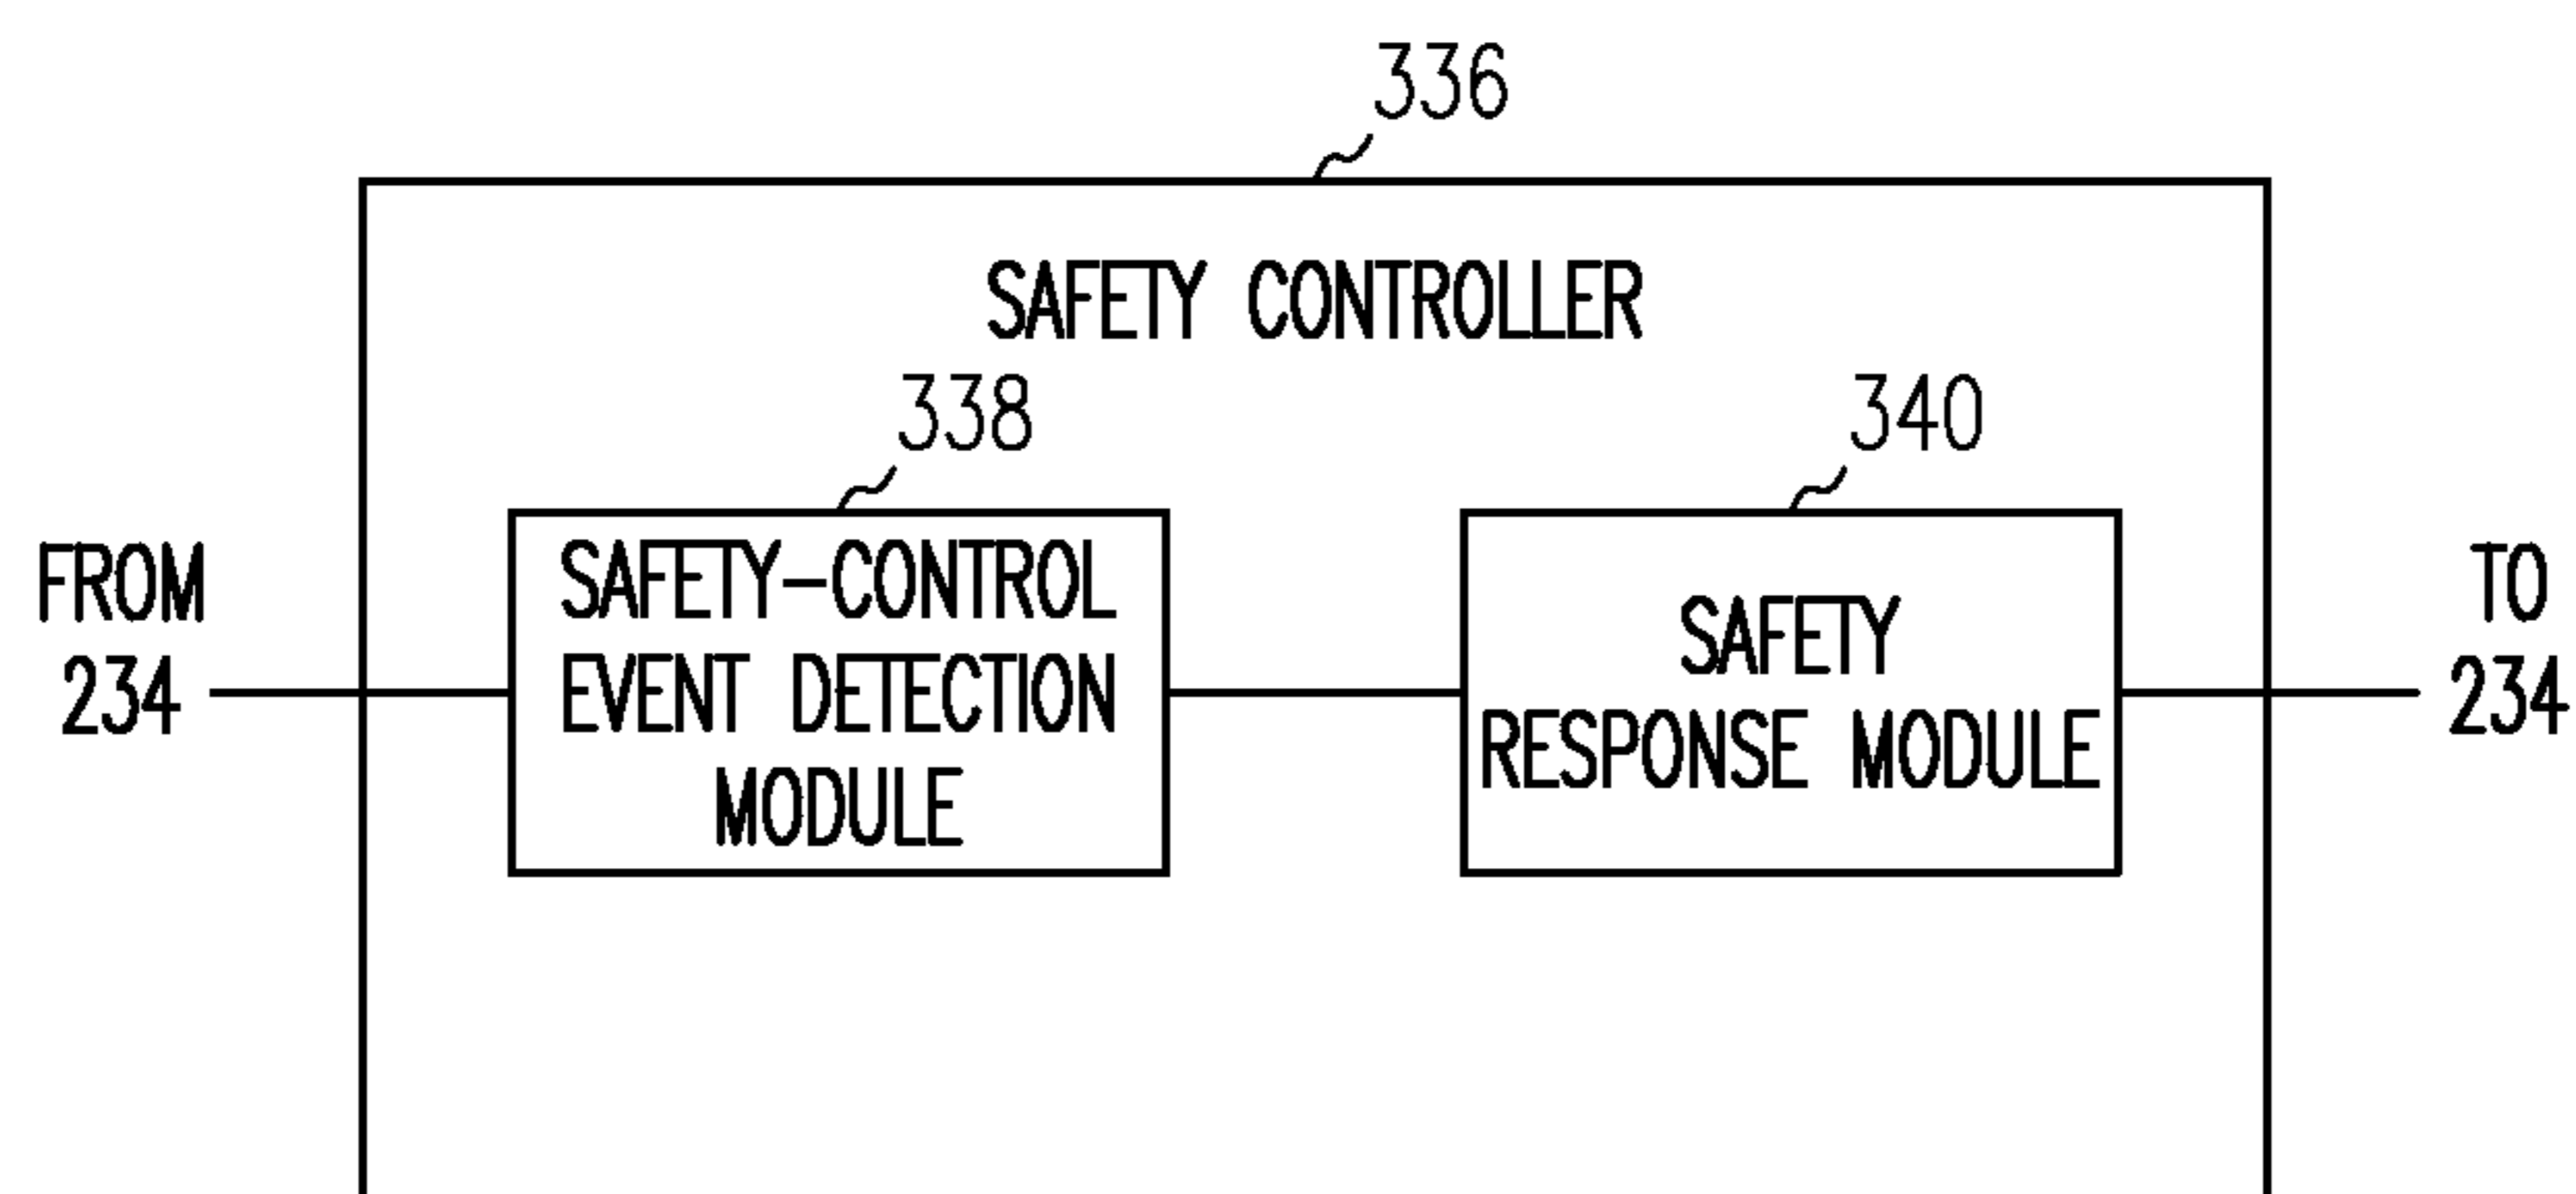 336
SAFETY CONTROLLER
338
340
FROM
234
SAFETY-CONTROL
EVENT DETECTION
MODULE
SAFETY
RESPONSE MODULE
TO
234